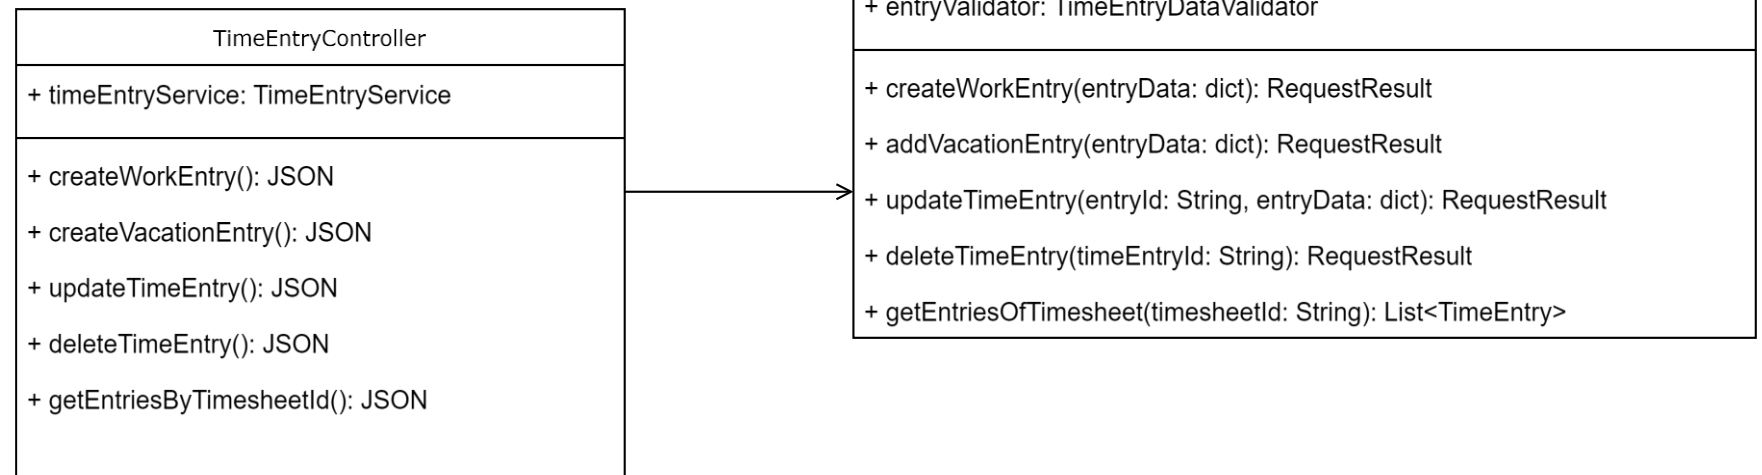 TimeEntryController
+ timeEntryService: TimeEntryService
+ createWorkEntry(): JSON
+ createVacationEntry(): JSON
+ updateTimeEntry(): JSON
+ deleteTimeEntry(): JSON
+ getEntriesByTimesheetId(): JSON
+ entryValidator: TimeEntryDataValidator
+ createWorkEntry(entryData: dict): RequestResult
+ addVacationEntry(entryData: dict): RequestResult
+ updateTimeEntry(entryId: String, entryData: dict): RequestResult
+ deleteTimeEntry(timeEntryId: String): RequestResult
+ getEntriesOfTimesheet(timesheetId: String): List<TimeEntry>